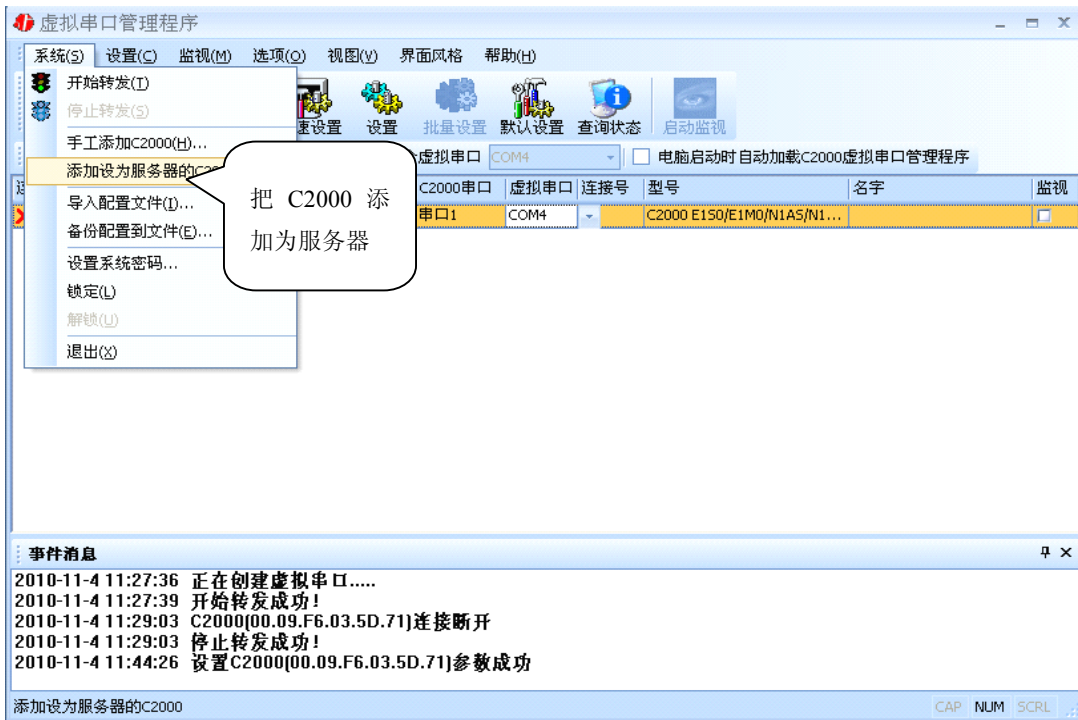 虚拟串口管理程序
系统(S) 设置(C) 监视(M) 选项(O) 视图(V) 界面风格 帮助(H)
开始转发(T)
停止转发(S)
手工添加C2000(H)...
添加设为服务器的C20
导入配置文件(I)...
备份配置到文件(E)...
设置系统密码...
锁定(L)
解锁(U)
退出(X)
速设置 设置 批量设置 默认设置 查询状态 启动监视
虚拟串口 COM4 电脑启动时自动加载C2000虚拟串口管理程序
C2000串口 虚拟串口 连接号 型号 名字 监视
串口1 COM4 C2000 E1S0/E1M0/N1AS/N1...
把 C2000 添
加为服务器
事件消息
2010-11-4 11:27:36 正在创建虚拟串口.....
2010-11-4 11:27:39 开始转发成功!
2010-11-4 11:29:03 C2000(00.09.F6.03.5D.71)连接断开
2010-11-4 11:29:03 停止转发成功!
2010-11-4 11:44:26 设置C2000(00.09.F6.03.5D.71)参数成功
添加设为服务器的C2000
CAP NUM SCRL